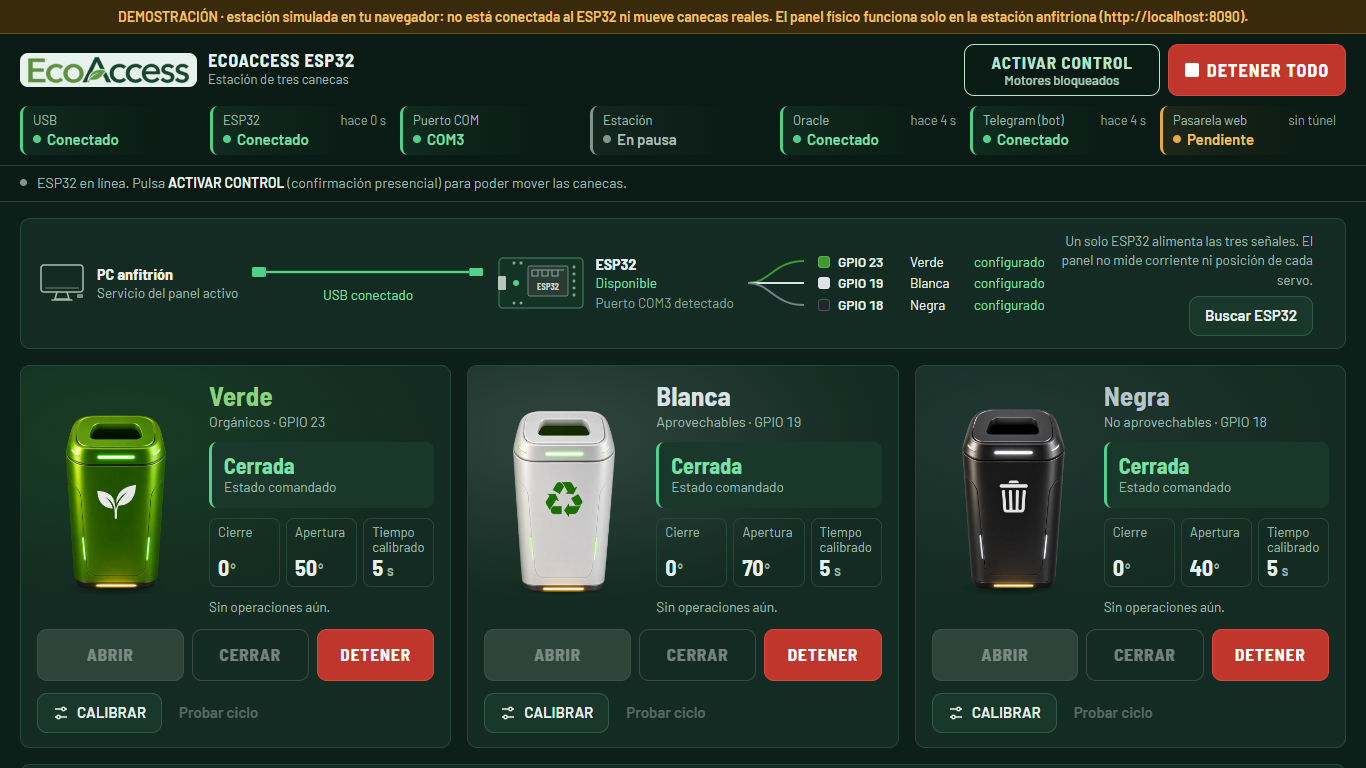 DEMOSTRACIÓN · estación simulada en tu navegador: no está conectada al ESP32 ni mueve canecas reales. El panel físico funciona solo en la estación anfitriona (http://localhost:8090).
EcoAccess
ECOACCESS ESP32
Estación de tres canecas
ACTIVAR CONTROL
Motores bloqueados
DETENER TODO
USB
Conectado
ESP32
hace 0 s
Conectado
Puerto COM
COM3
Estación
En pausa
Oracle
hace 4 s
Conectado
Telegram (bot)
hace 4 s
Conectado
Pasarela web
sin túnel
Pendiente
ESP32 en línea. Pulsa ACTIVAR CONTROL (confirmación presencial) para poder mover las canecas.
PC anfitrión
Servicio del panel activo
USB conectado
ESP32
ESP32
Disponible
Puerto COM3 detectado
GPIO 23 Verde configurado
GPIO 19 Blanca configurado
GPIO 18 Negra configurado
Un solo ESP32 alimenta las tres señales. El
panel no mide corriente ni posición de cada
servo.
Buscar ESP32
Verde
Orgánicos · GPIO 23
Cerrada
Estado comandado
Cierre
0°
Apertura
50°
Tiempo
calibrado
5 s
Sin operaciones aún.
ABRIR
CERRAR
DETENER
CALIBRAR
Probar ciclo
Blanca
Aprovechables · GPIO 19
Cerrada
Estado comandado
Cierre
0°
Apertura
70°
Tiempo
calibrado
5 s
Sin operaciones aún.
ABRIR
CERRAR
DETENER
CALIBRAR
Probar ciclo
Negra
No aprovechables · GPIO 18
Cerrada
Estado comandado
Cierre
0°
Apertura
40°
Tiempo
calibrado
5 s
Sin operaciones aún.
ABRIR
CERRAR
DETENER
CALIBRAR
Probar ciclo